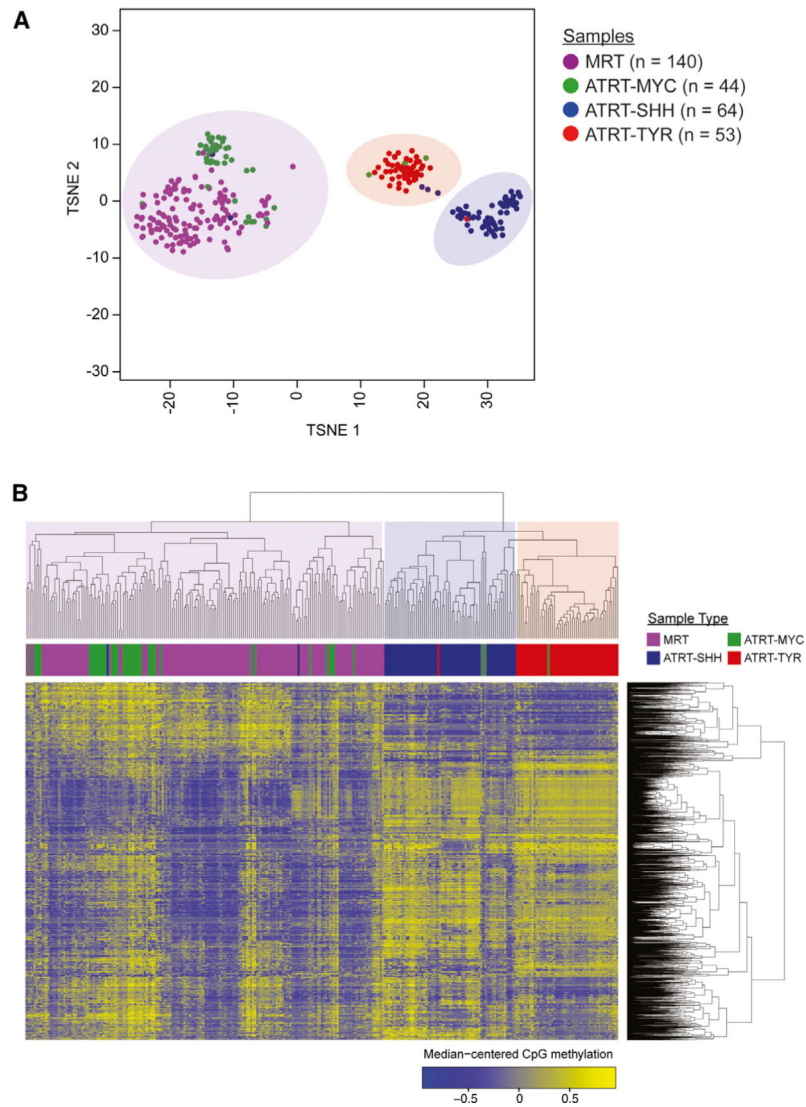 A
Samples
MRT (n = 140)
ATRT-MYC (n = 44)
ATRT-SHH (n = 64)
ATRT-TYR (n = 53)
TSNE 2
30
20
10
0
-10
-20
-30
-20
-10
0
10
20
30
TSNE 1
B
Sample Type
MRT
ATRT-MYC
ATRT-SHH
ATRT-TYR
Median-centered CpG methylation
-0.5
0
0.5